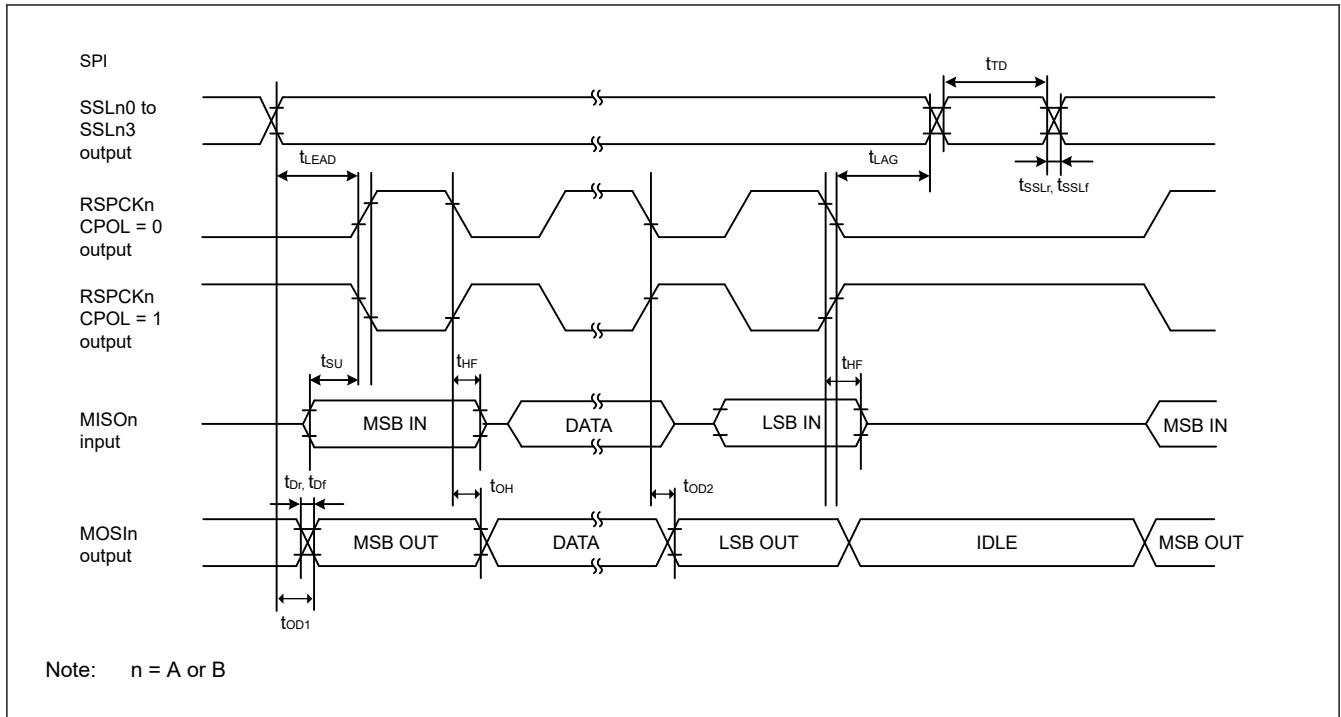 SPI
tTD
SSLn0 to
SSLn3
output
tLEAD
tLAG
tSSLr, tSSLf
RSPCKn
CPOL = 0
output
RSPCKn
CPOL = 1
output
tSU
tHF
tHF
MISOn
input
MSB IN
DATA
LSB IN
MSB IN
tDr, tDf
tOH
tOD2
MOSIn
output
MSB OUT
DATA
LSB OUT
IDLE
MSB OUT
tOD1
Note: n = A or B